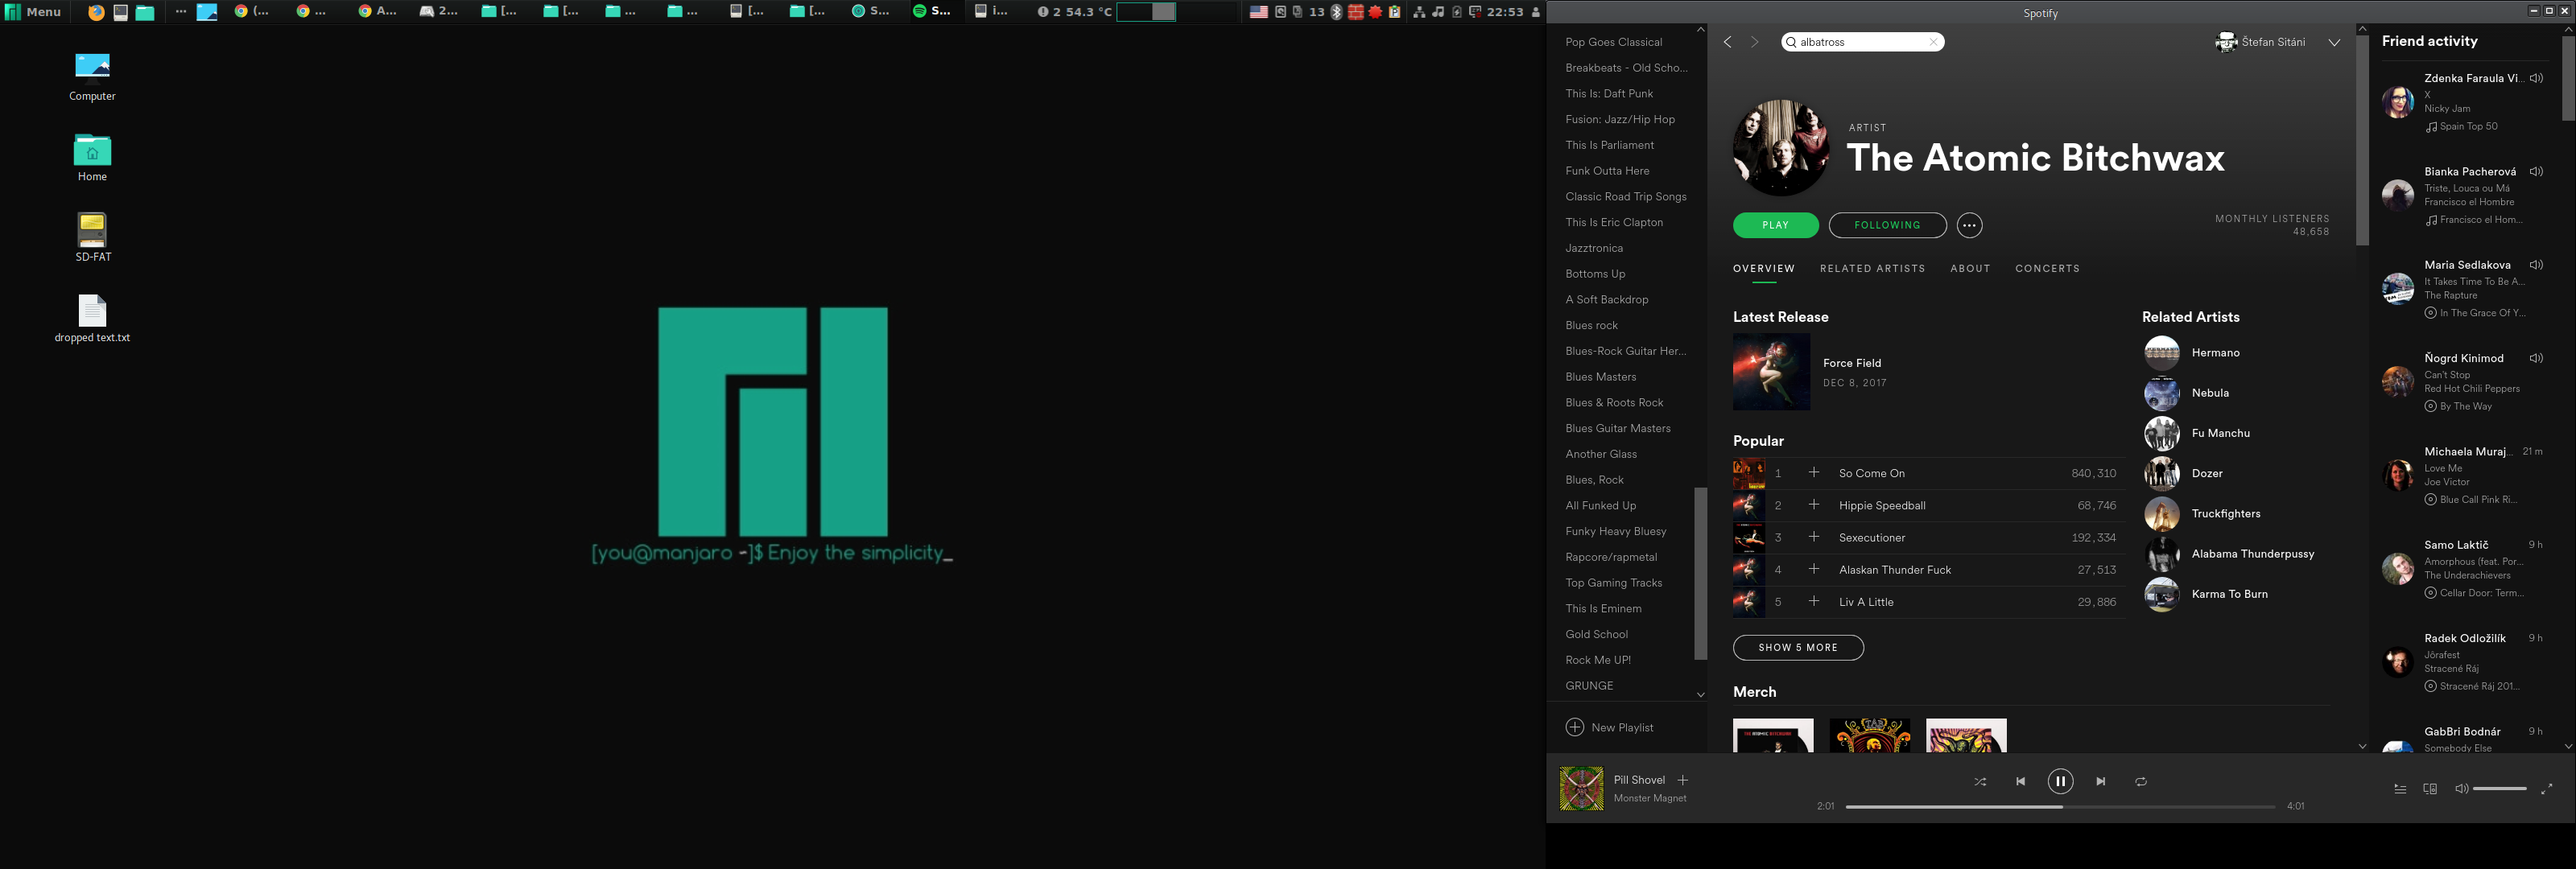 Menu
(...
...
A...
2...
[...
[...
...
...
[...
[...
S...
S...
i...
2 54.3 °C
13
22:53
Computer
Home
SD-FAT
dropped text.txt
[you@manjaro ~]$ Enjoy the simplicity_
Spotify
Pop Goes Classical
Breakbeats - Old Scho...
This Is: Daft Punk
Fusion: Jazz/Hip Hop
This Is Parliament
Funk Outta Here
Classic Road Trip Songs
This Is Eric Clapton
Jazztronica
Bottoms Up
A Soft Backdrop
Blues rock
Blues-Rock Guitar Her...
Blues Masters
Blues & Roots Rock
Blues Guitar Masters
Another Glass
Blues, Rock
All Funked Up
Funky Heavy Bluesy
Rapcore/rapmetal
Top Gaming Tracks
This Is Eminem
Gold School
Rock Me UP!
GRUNGE
New Playlist
albatross
Štefan Sitáni
ARTIST
The Atomic Bitchwax
PLAY
FOLLOWING
MONTHLY LISTENERS
48,658
OVERVIEW
RELATED ARTISTS
ABOUT
CONCERTS
Latest Release
Force Field
DEC 8, 2017
Popular
1 So Come On 840,310
2 Hippie Speedball 68,746
3 Sexecutioner 192,334
4 Alaskan Thunder Fuck 27,513
5 Liv A Little 29,886
SHOW 5 MORE
Merch
THE ATOMIC BITCHWAX
TAB
Related Artists
Hermano
Nebula
Fu Manchu
Dozer
Truckfighters
Alabama Thunderpussy
Karma To Burn
Friend activity
Zdenka Faraula Vi...
X
Nicky Jam
Spain Top 50
Bianka Pacherová
Triste, Louca ou Má
Francisco el Hombre
Francisco el Hom...
Maria Sedlakova
It Takes Time To Be A...
The Rapture
In The Grace Of Y...
Ňogrd Kinimod
Can't Stop
Red Hot Chili Peppers
By The Way
Michaela Muraj... 21 m
Love Me
Joe Victor
Blue Call Pink Ri...
Samo Laktič 9 h
Amorphous (feat. Por...
The Underachievers
Cellar Door: Term...
Radek Odložilík 9 h
Jórafest
Stracené Ráj
Stracené Ráj 201...
GabBri Bodnár 9 h
Somebody Else
Pill Shovel
Monster Magnet
2:01
4:01